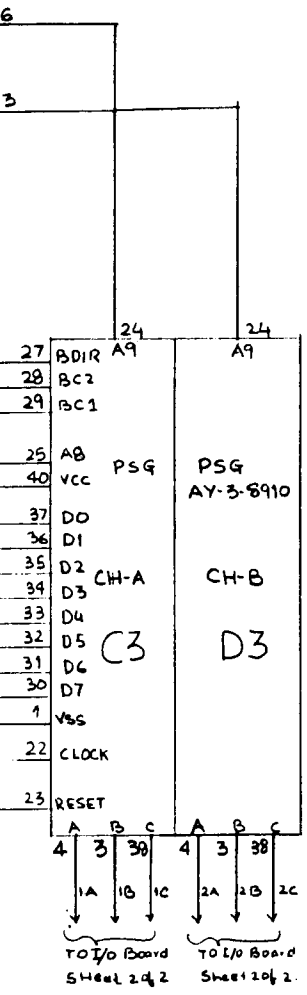 6
3
24 24
A9 A9
27 BDIR
28 BC2
29 BC1
25 A8 PSG PSG
40 VCC AY-3-8910
37 D0
36 D1
35 D2 CH-A CH-B
34 D3
33 D4 C3 D3
32 D5
31 D6
30 D7
1 VSS
22 CLOCK
23 RESET
A B C A B C
4 3 38 4 3 38
1A 1B 1C 2A 2B 2C
TO I/O Board TO I/O Board
Sheet 2 of 2 Sheet 2 of 2.